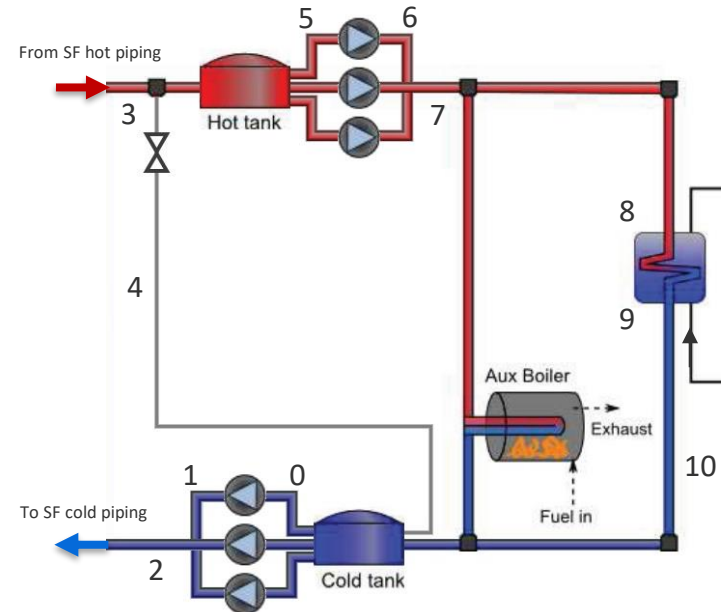 5
6
From SF hot piping
3
Hot tank
7
8
4
9
Aux Boiler
Exhaust
10
1
0
To SF cold piping
Fuel in
2
Cold tank